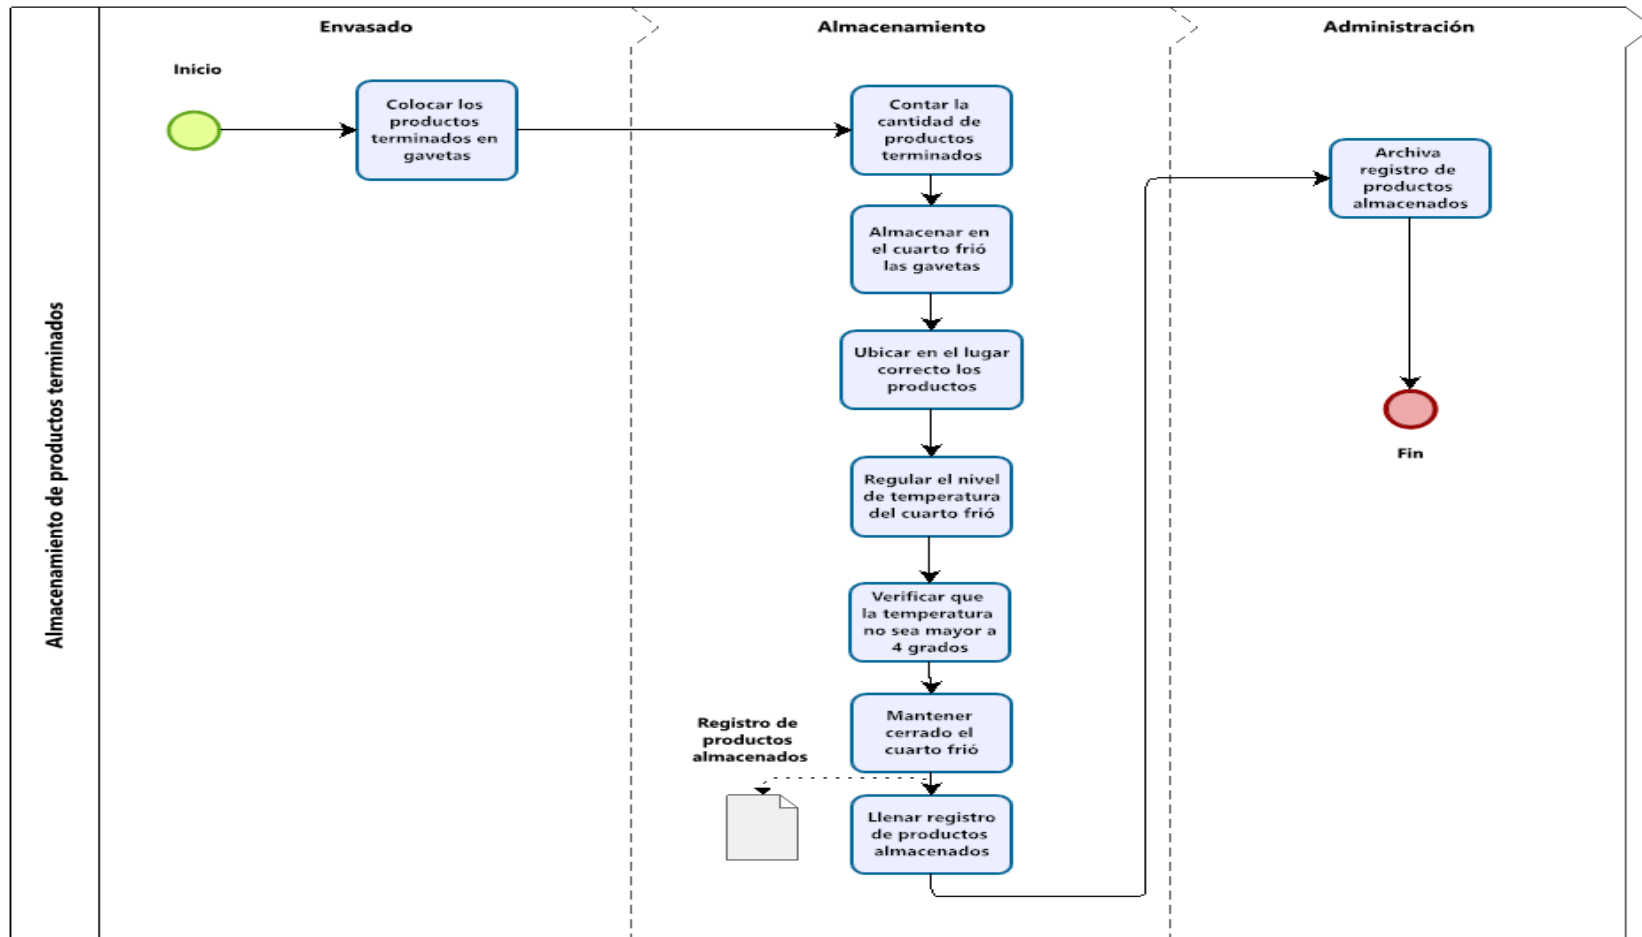 Almacenamiento de productos terminados
Envasado
Almacenamiento
Administración
Inicio
Colocar los
productos
terminados en
gavetas
Contar la
cantidad de
productos
terminados
Almacenar en
el cuarto frió
las gavetas
Ubicar en el lugar
correcto los
productos
Regular el nivel
de temperatura
del cuarto frió
Verificar que
la temperatura
no sea mayor a
4 grados
Mantener
cerrado el
cuarto frió
Registro de
productos
almacenados
Llenar registro
de productos
almacenados
Archiva
registro de
productos
almacenados
Fin